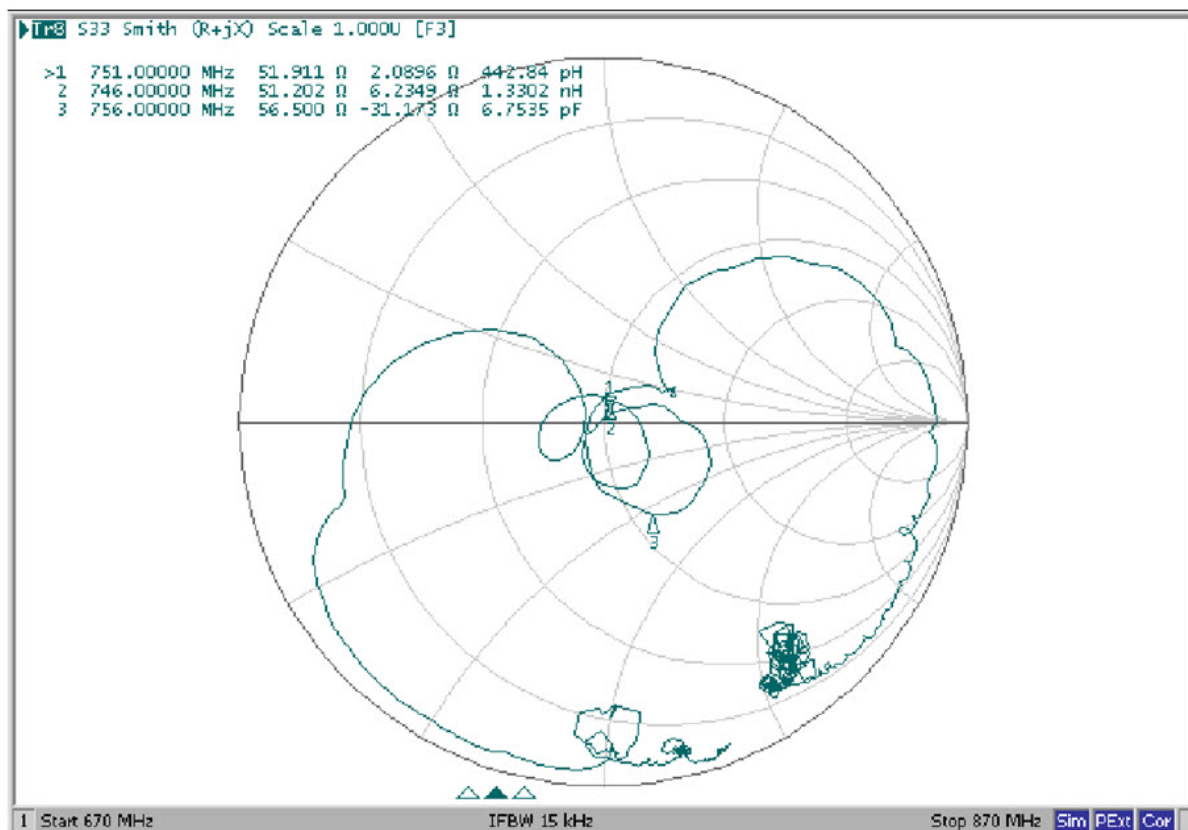 Tr8 S33 Smith (R+jX) Scale 1.000U [F3]
>1 751.00000 MHz 51.911 Ω 2.0896 Ω 442.84 pH
2 746.00000 MHz 51.202 Ω 6.2349 Ω 1.3302 nH
3 756.00000 MHz 56.500 Ω -31.173 Ω 6.7535 pF
1
2
3
1 Start 670 MHz IFBW 15 kHz Stop 870 MHz Sim PExt Cor